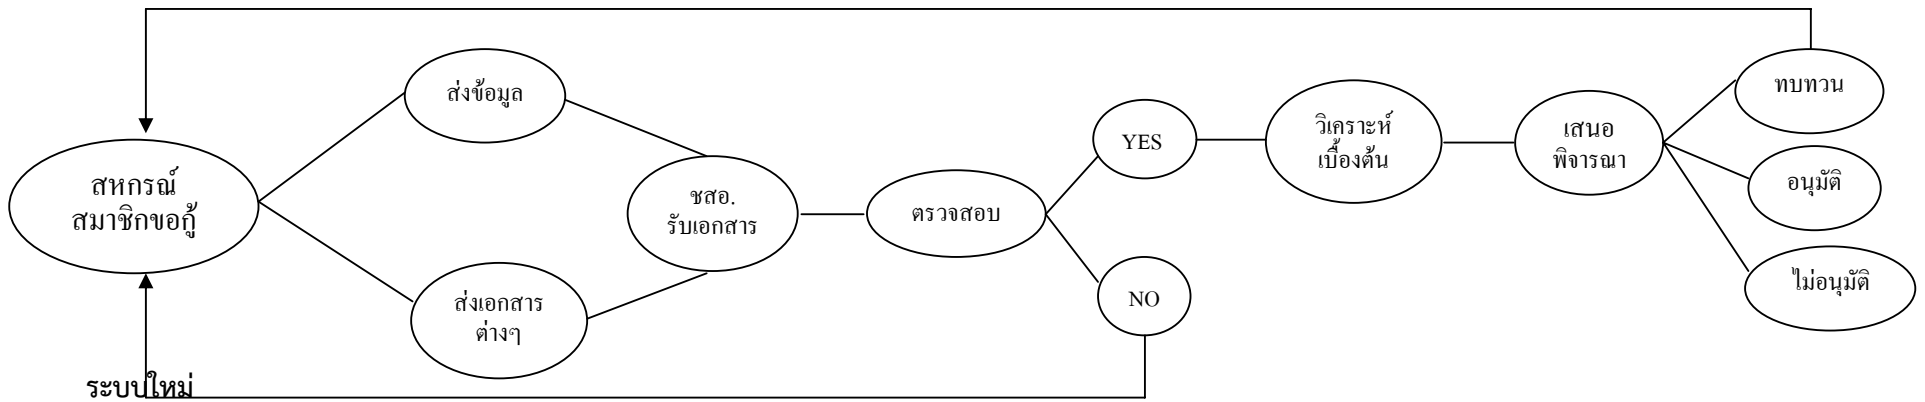 สหกรณ์
สมาชิกขอกู้
ส่งข้อมูล
ส่งเอกสาร
ต่างๆ
ชสอ.
รับเอกสาร
ตรวจสอบ
YES
NO
วิเคราะห์
เบื้องต้น
เสนอ
พิจารณา
ทบทวน
อนุมัติ
ไม่อนุมัติ
ระบบใหม่